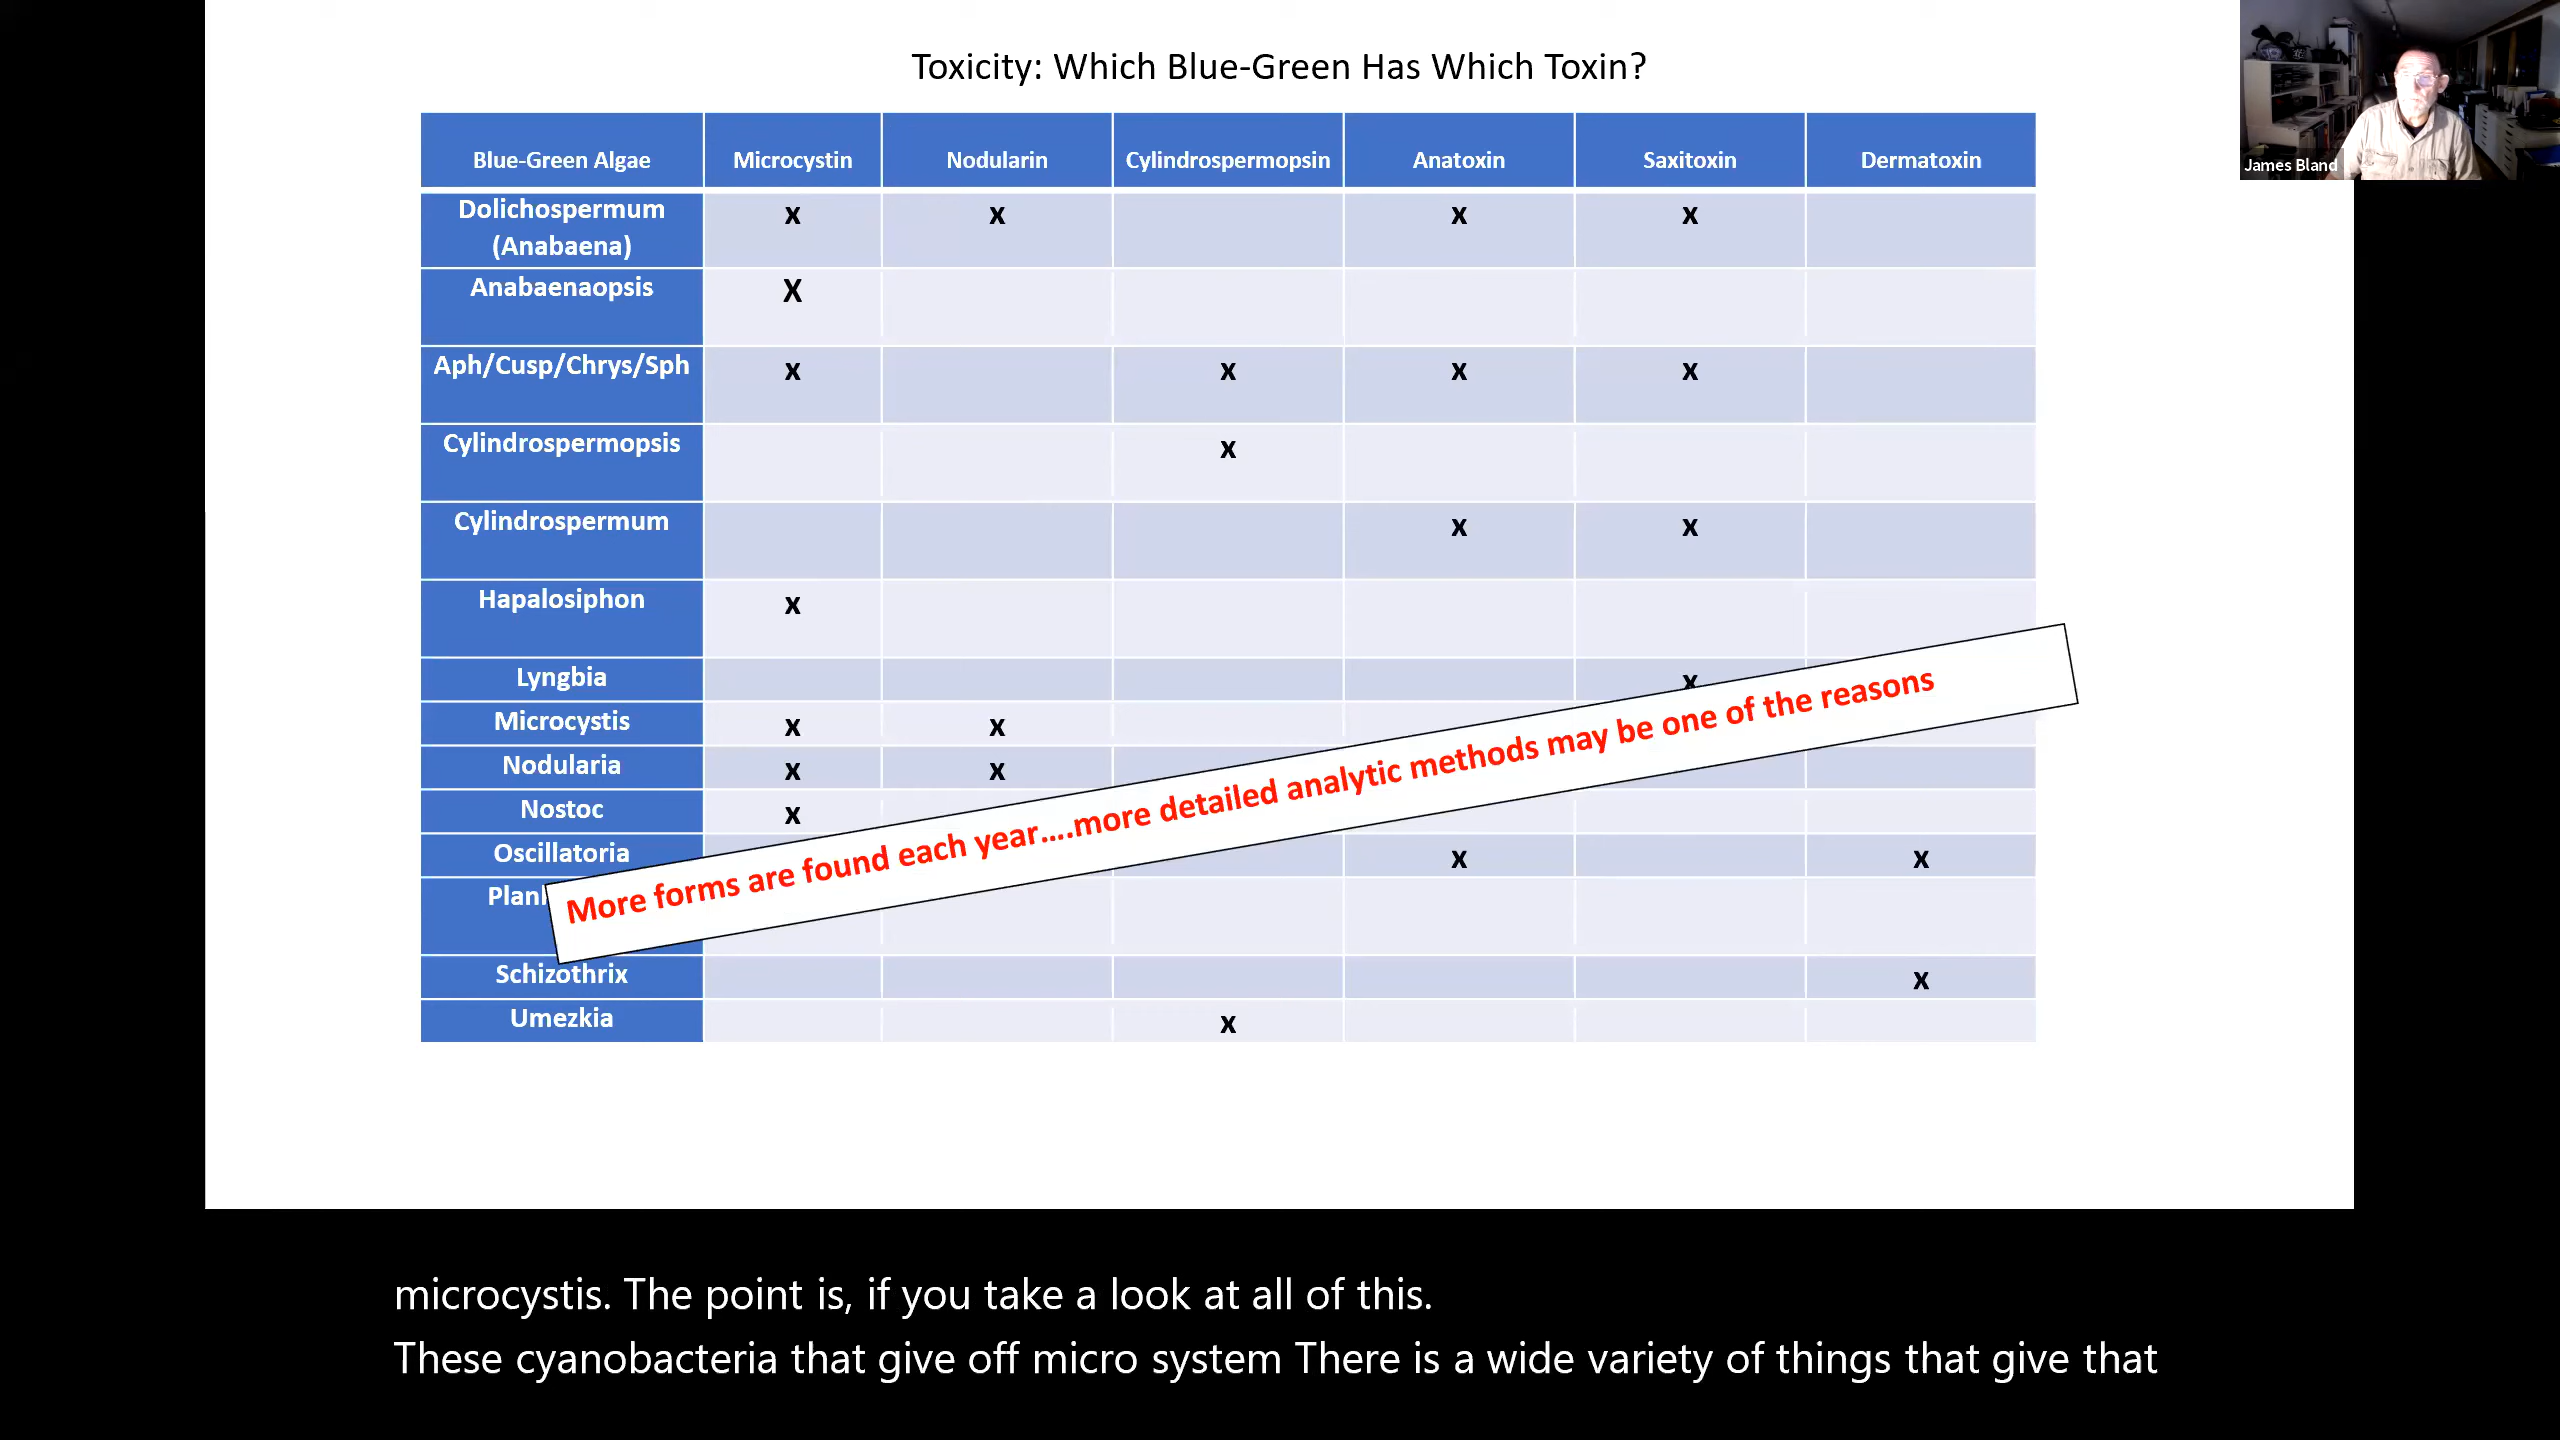 Toxicity: Which Blue-Green Has Which Toxin?
James Bland
Blue-Green Algae Microcystin Nodularin Cylindrospermopsin Anatoxin Saxitoxin Dermatoxin
Dolichospermum
(Anabaena) x x x x
Anabaenaopsis X
Aph/Cusp/Chrys/Sph x x x x
Cylindrospermopsis x
Cylindrospermum x x
Hapalosiphon x
Lyngbia x
Microcystis x x
Nodularia x x
Nostoc x
Oscillatoria x x
More forms are found each year....more detailed analytic methods may be one of the reasons
Schizothrix x
Umezkia x
microcystis. The point is, if you take a look at all of this.
These cyanobacteria that give off micro system There is a wide variety of things that give that